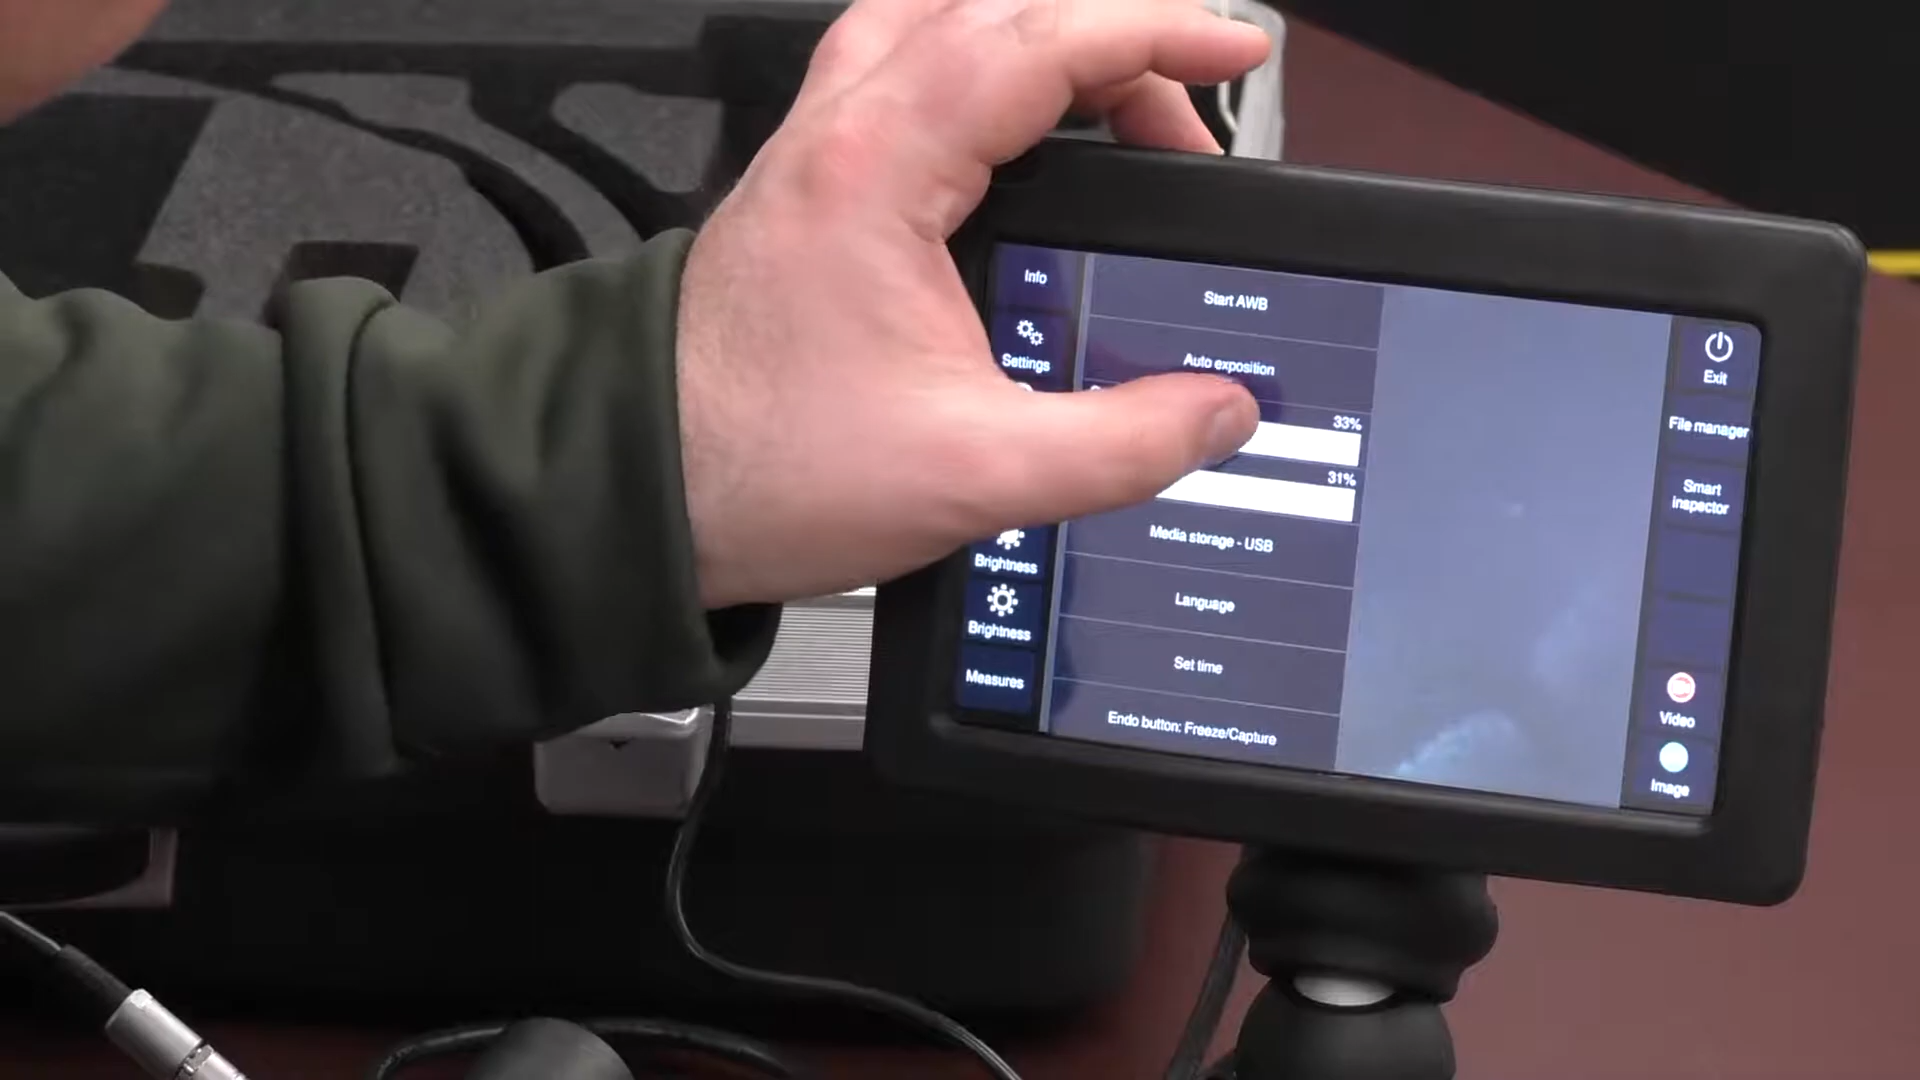 Info
Settings
Brightness
Brightness
Measures
Start AWB
Auto exposition
33%
31%
Media storage - USB
Language
Set time
Endo button: Freeze/Capture
Exit
File manager
Smart
inspector
Video
Image